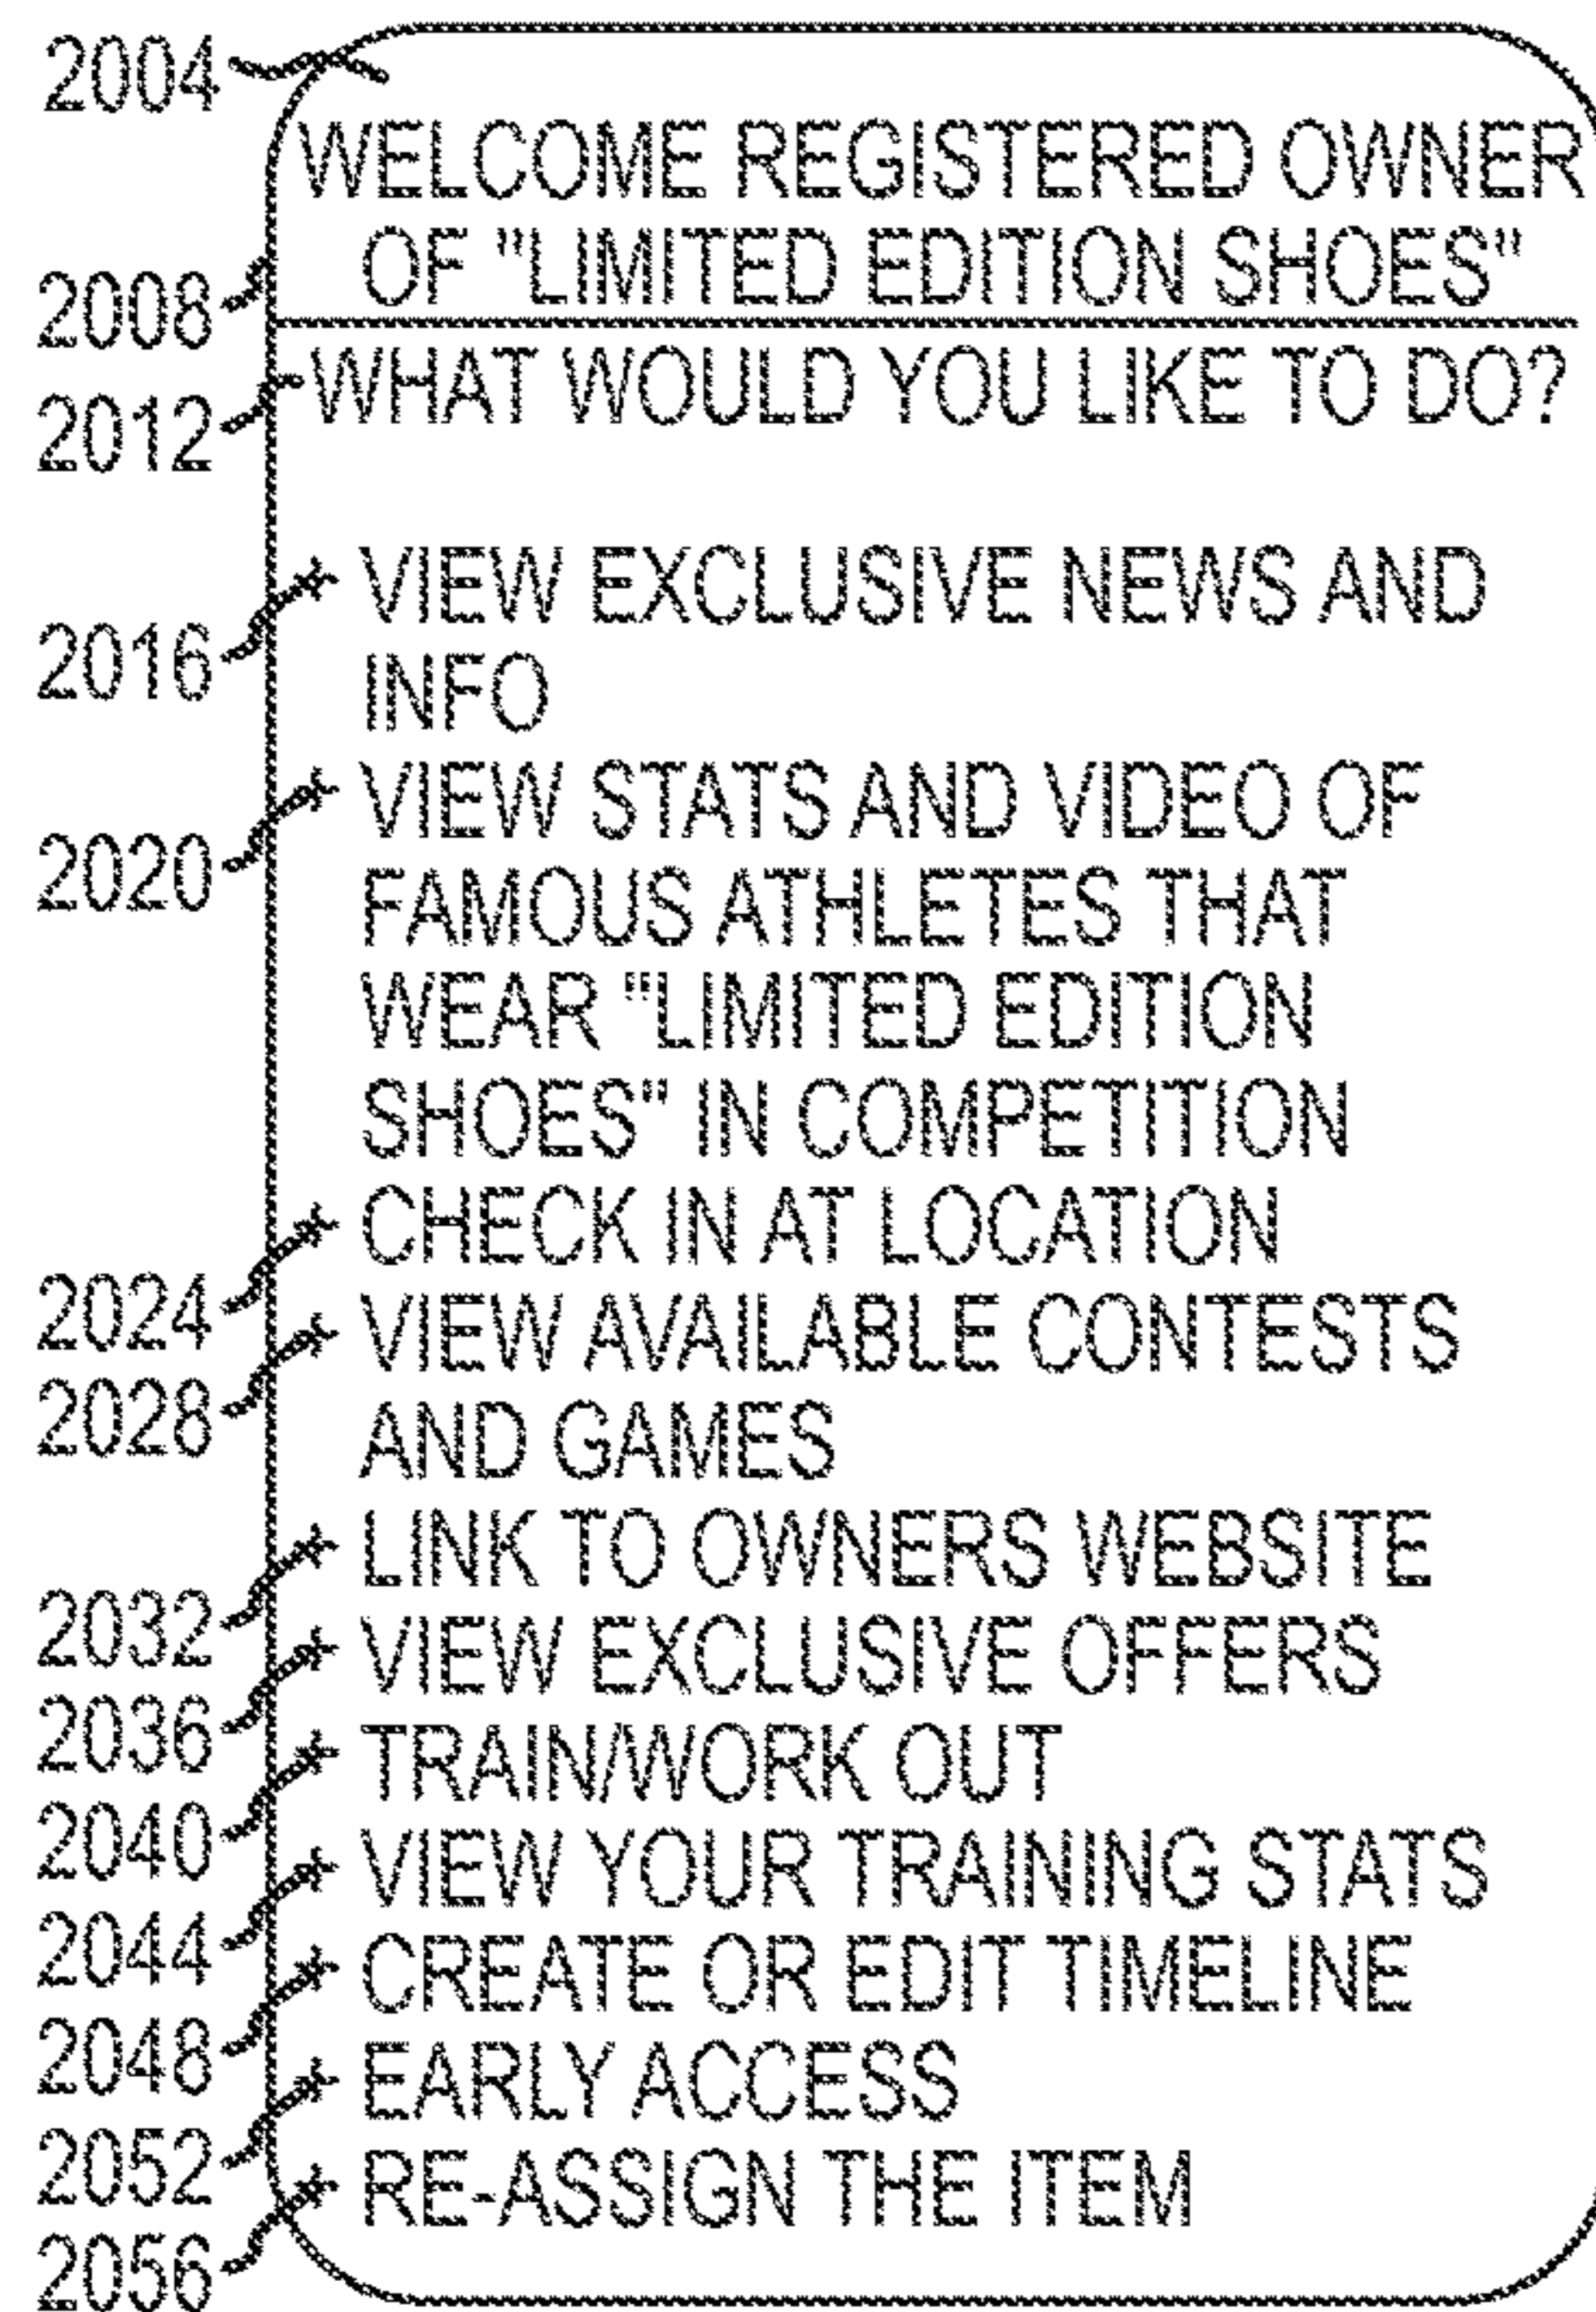 2004
WELCOME REGISTERED OWNER
OF "LIMITED EDITION SHOES"
2008
WHAT WOULD YOU LIKE TO DO?
2012
VIEW EXCLUSIVE NEWS AND
2016
INFO
VIEW STATS AND VIDEO OF
2020
FAMOUS ATHLETES THAT
WEAR "LIMITED EDITION
SHOES" IN COMPETITION
CHECK IN AT LOCATION
2024
VIEW AVAILABLE CONTESTS
2028
AND GAMES
LINK TO OWNERS WEBSITE
2032
VIEW EXCLUSIVE OFFERS
2036
TRAIN/WORK OUT
2040
VIEW YOUR TRAINING STATS
2044
CREATE OR EDIT TIMELINE
2048
EARLY ACCESS
2052
RE-ASSIGN THE ITEM
2056